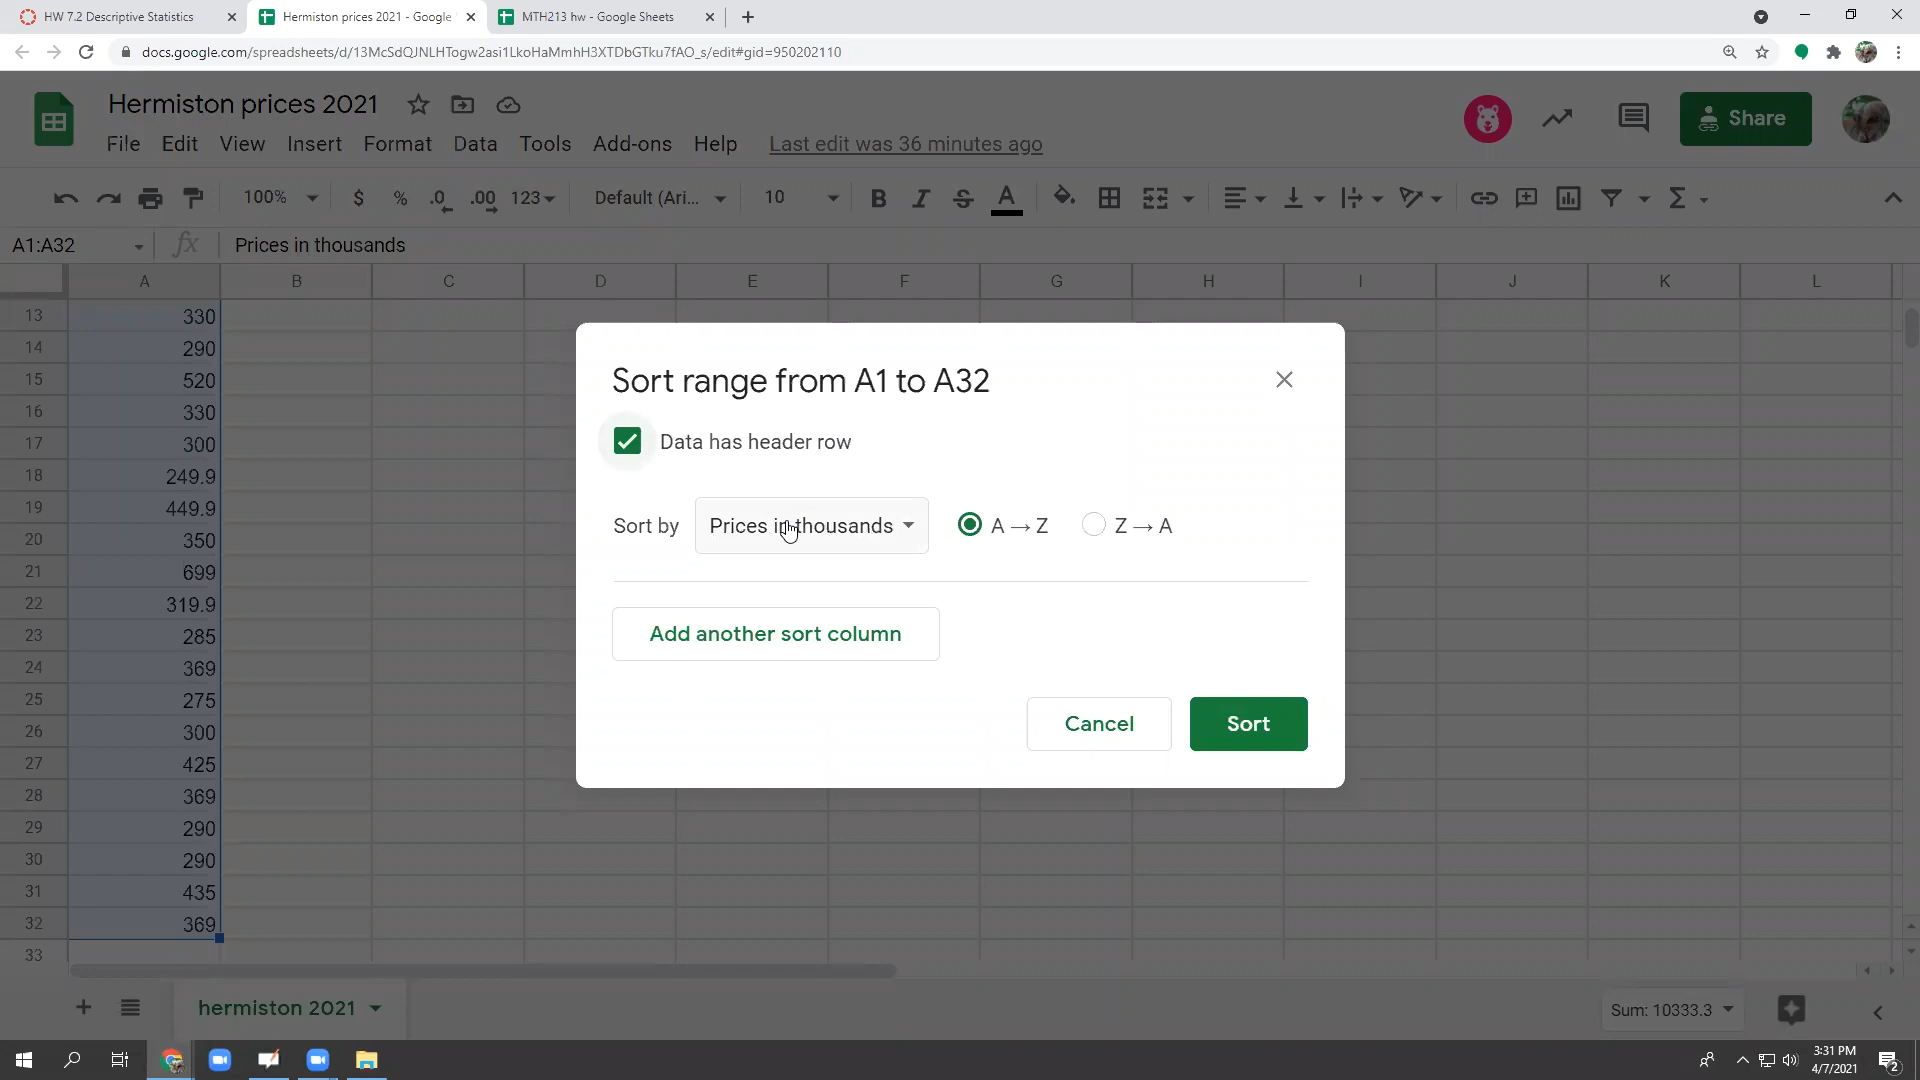 HW 7.2 Descriptive Statistics
Hermiston prices 2021 - Google
MTH213 hw - Google Sheets
docs.google.com/spreadsheets/d/13McSdQJNLHTogw2asi1LkoHaMmhH3XTDbGTku7fAO_s/edit#gid=950202110
Hermiston prices 2021
Share
File Edit View Insert Format Data Tools Add-ons Help Last edit was 36 minutes ago
100% $ % .0 .00 123 Default (Ari... 10 B I S A Σ
A1:A32 fx Prices in thousands
A B C D E F G H I J K L
13 330
14 290
15 520
16 330
17 300
18 249.9
19 449.9
20 350
21 699
22 319.9
23 285
24 369
25 275
26 300
27 425
28 369
29 290
30 290
31 435
32 369
33
Sort range from A1 to A32
Data has header row
Sort by Prices in thousands A → Z Z → A
Add another sort column
Cancel Sort
hermiston 2021
Sum: 10333.3
3:31 PM
4/7/2021
2